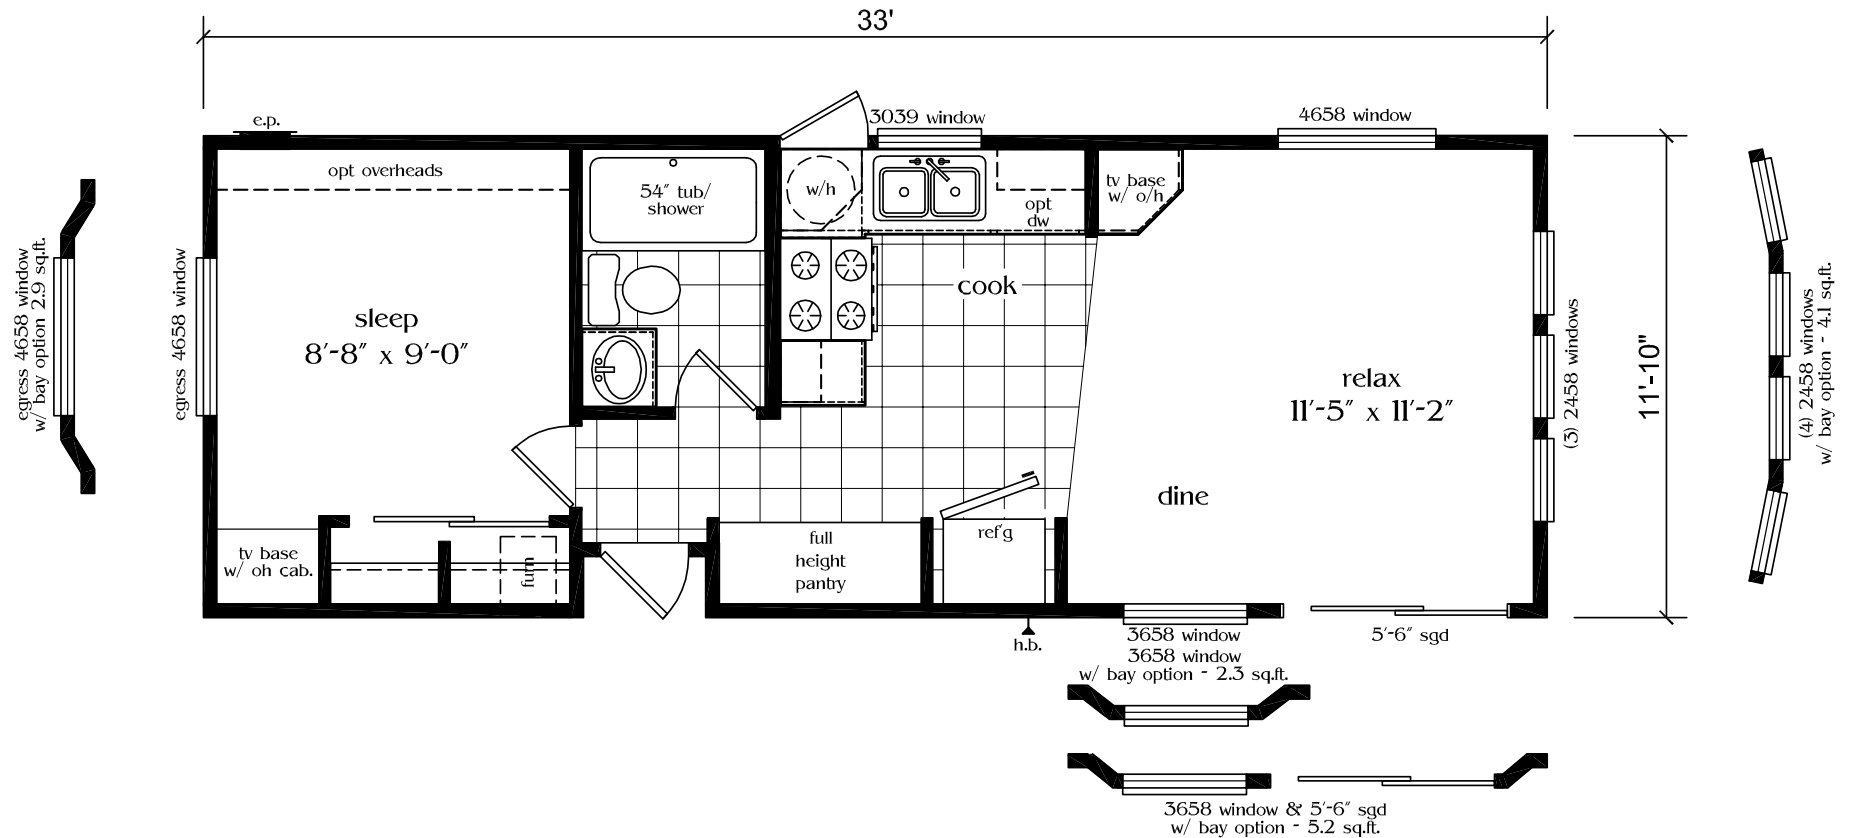 33'
e.p.
3039 window
4658 window
opt overheads
54" tub/
shower
w/h
opt
dw
tv base
w/ o/h
egress 4658 window
w/ bay option 2.9 sq.ft.
egress 4658 window
sleep
8'-8" x 9'-0"
cook
relax
11'-5" x 11'-2"
dine
(3) 2458 windows
11'-10"
(4) 2458 windows
w/ bay option - 4.1 sq.ft.
tv base
w/ oh cab.
furn
full
height
pantry
ref'g
h.b.
3658 window
5'-6" sgd
3658 window
w/ bay option - 2.3 sq.ft.
3658 window & 5'-6" sgd
w/ bay option - 5.2 sq.ft.